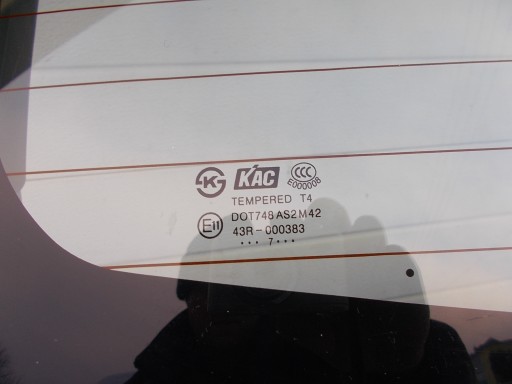 K KAC CCC
E000008
TEMPERED T4
DOT748 AS2 M42
E11 43R-000383
••• 7•••